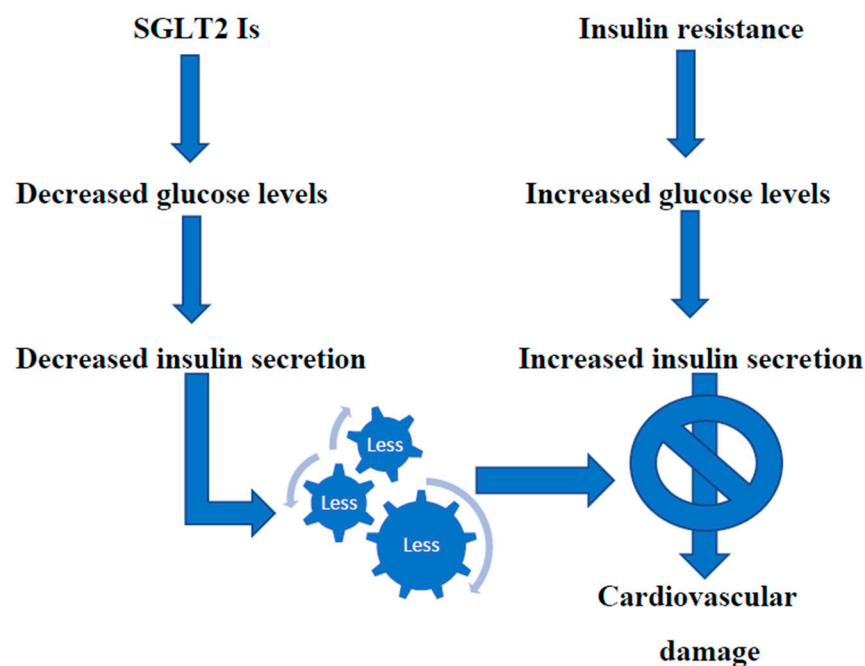 SGLT2 Is
Insulin resistance
Decreased glucose levels
Increased glucose levels
Decreased insulin secretion
Increased insulin secretion
Less
Less
Less
Cardiovascular
damage